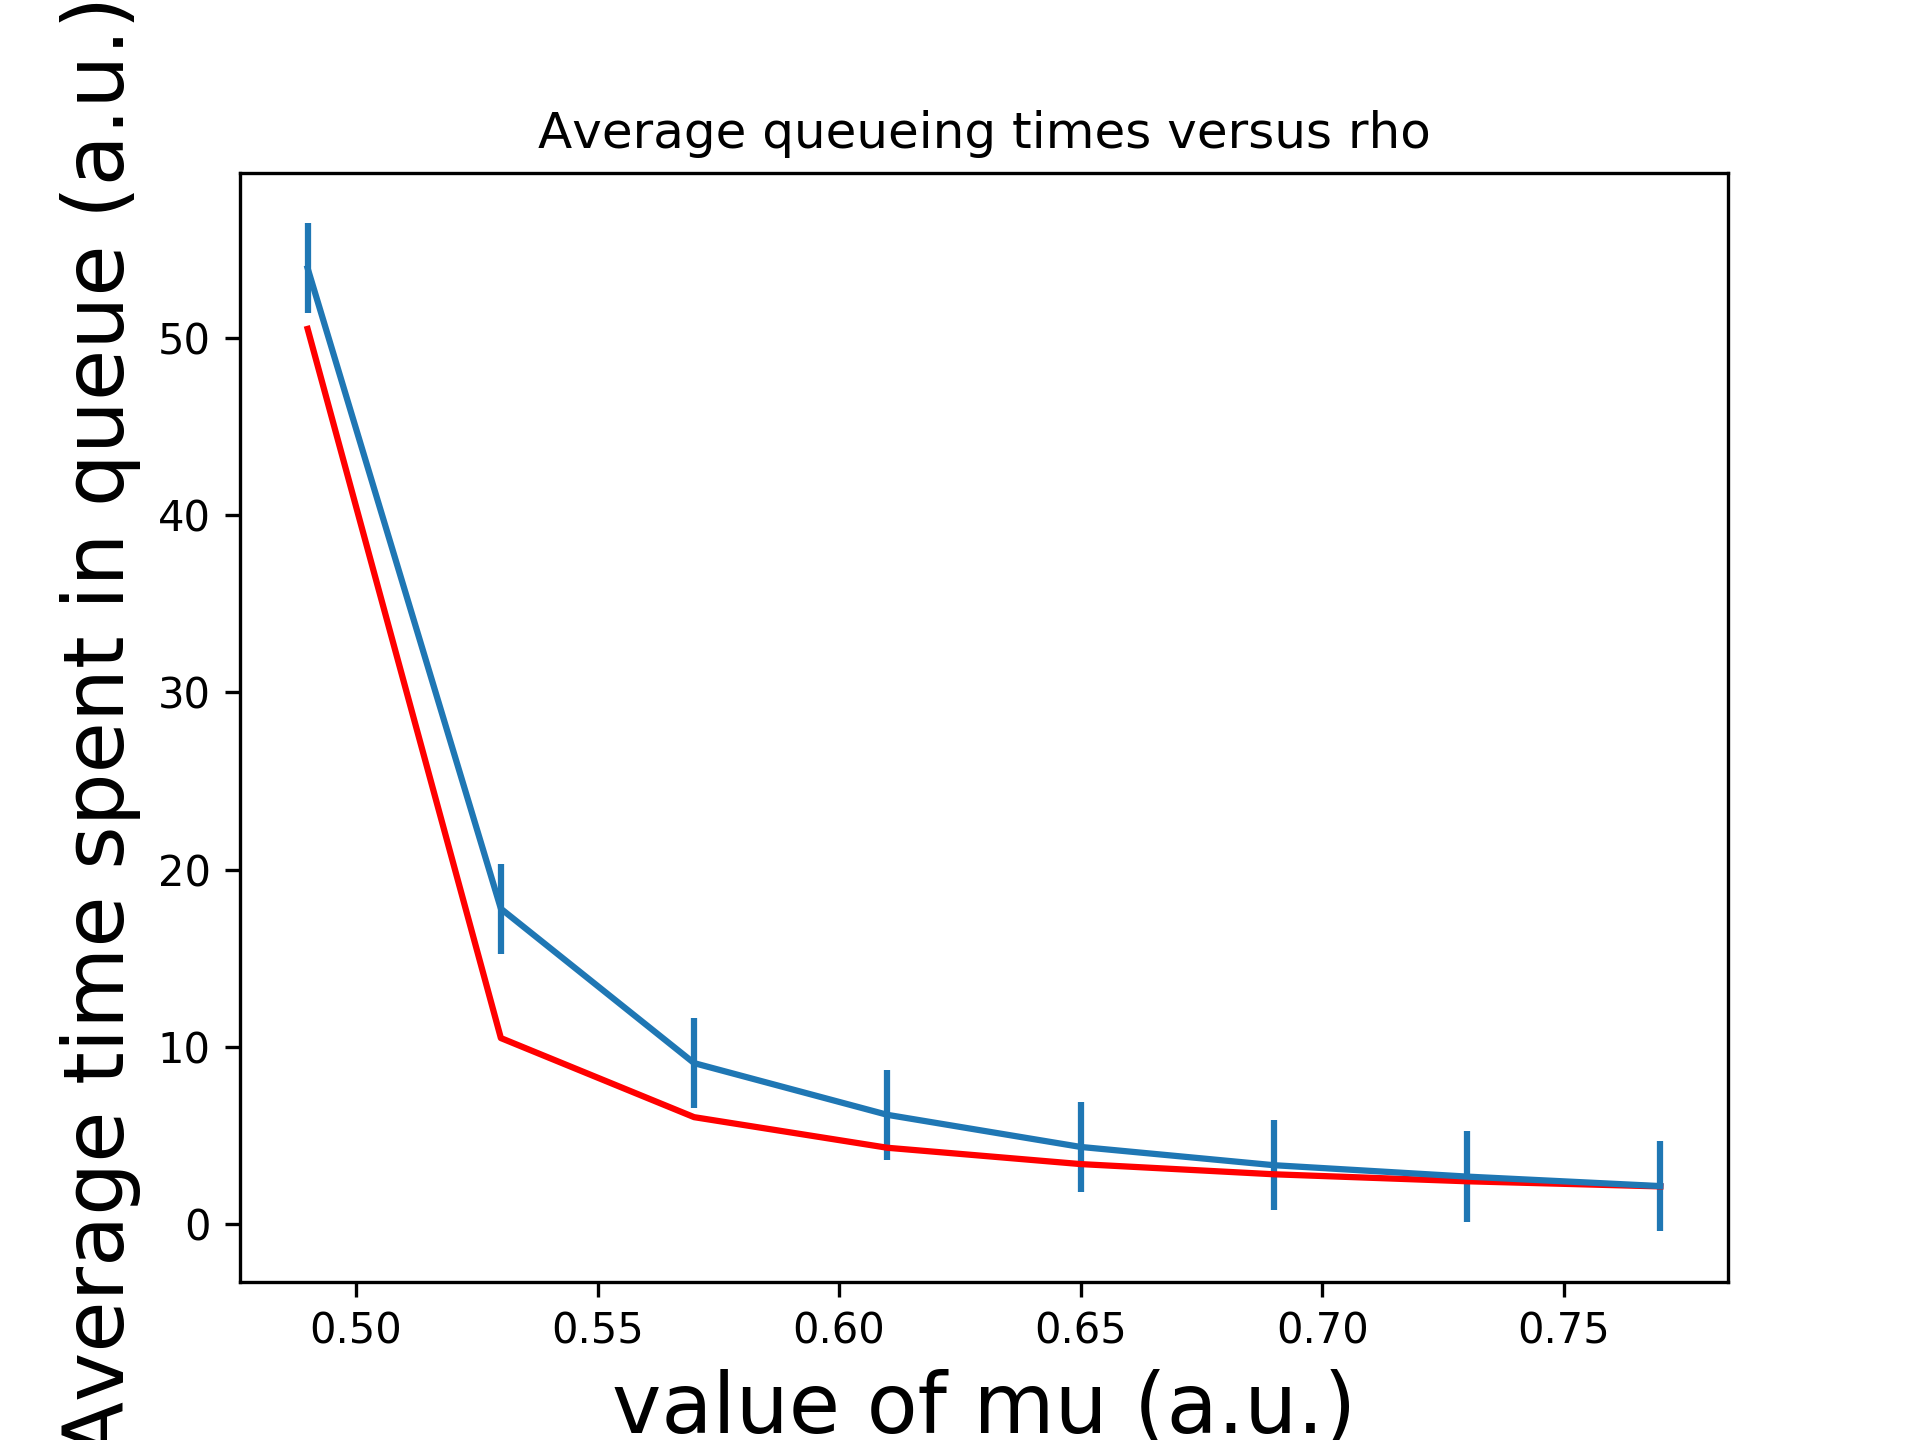 Average queueing times versus rho
Average time spent in queue (a.u.)
50
40
30
20
10
0
0.50 0.55 0.60 0.65 0.70 0.75
value of mu (a.u.)